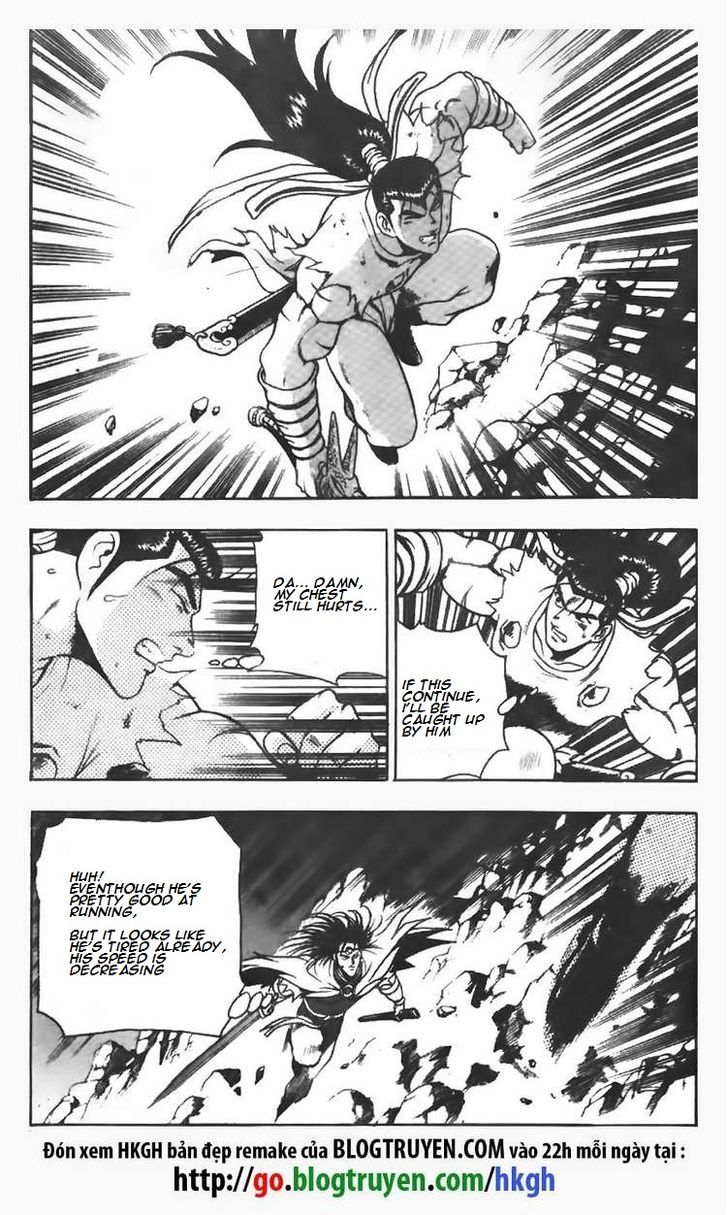 DA... DAMN,
MY CHEST
STILL HURTS...
IF THIS
CONTINUE,
I'LL BE
CAUGHT UP
BY HIM
HUH!
EVENTHOUGH HE'S
PRETTY GOOD AT
RUNNING,
BUT IT LOOKS LIKE
HE'S TIRED ALREADY,
HIS SPEED IS
DECREASING
Đón xem HKGH bản đẹp remake của BLOGTRUYEN.COM vào 22h mỗi ngày tại :
http://go.blogtruyen.com/hkgh